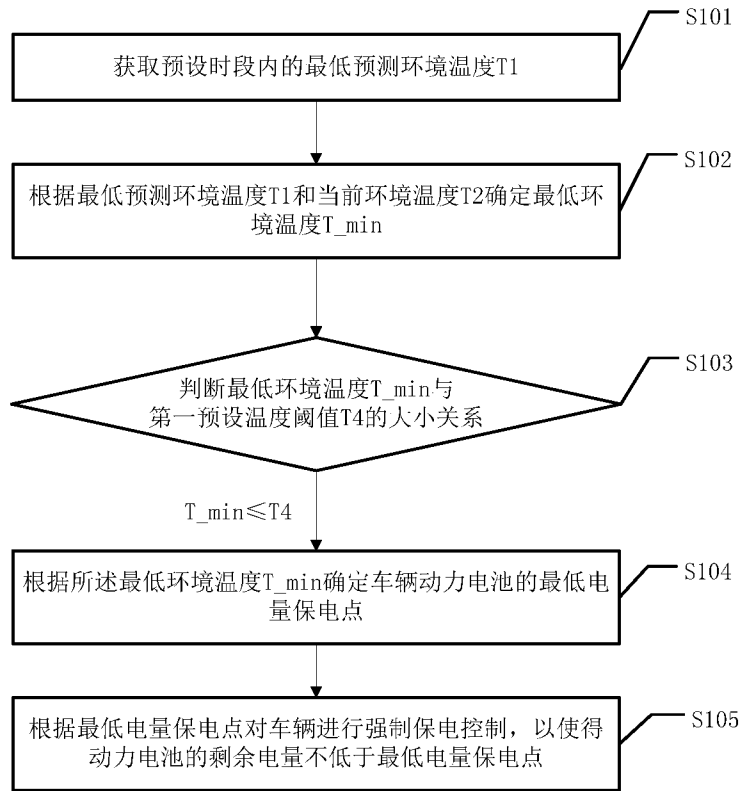 S101
获取预设时段内的最低预测环境温度T1
S102
根据最低预测环境温度T1和当前环境温度T2确定最低环
境温度T_min
S103
判断最低环境温度T_min与
第一预设温度阈值T4的大小关系
T_min≤T4
S104
根据所述最低环境温度T_min确定车辆动力电池的最低电
量保电点
S105
根据最低电量保电点对车辆进行强制保电控制，以使得
动力电池的剩余电量不低于最低电量保电点